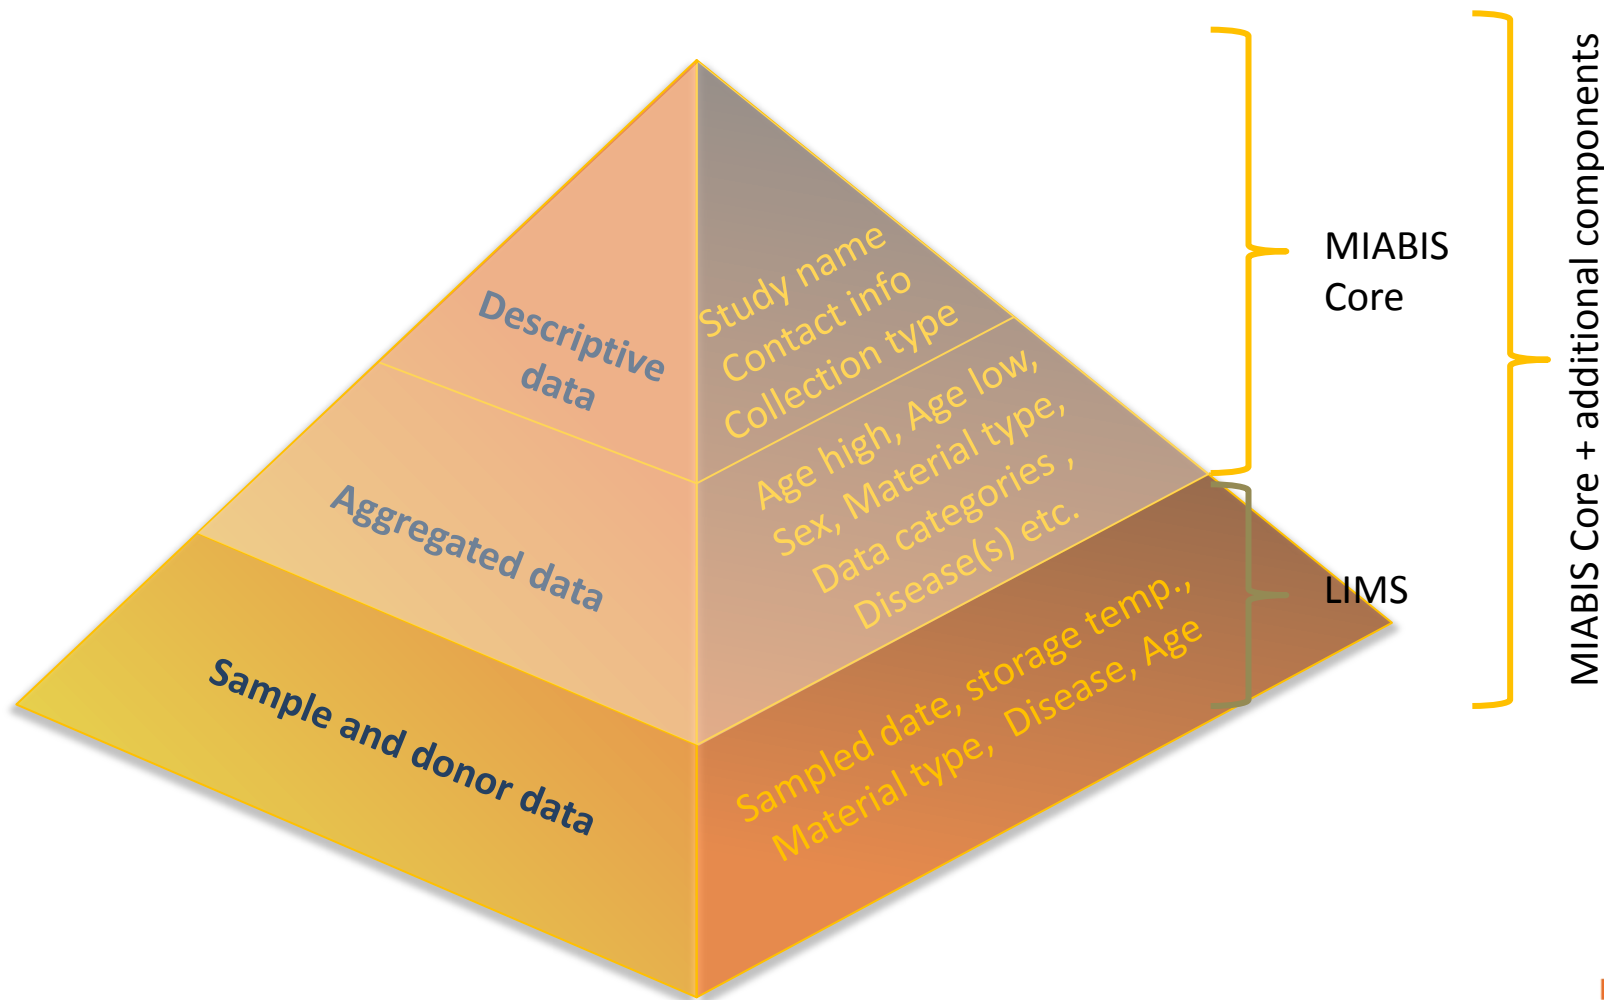 Descriptive
data
Study name
Contact info
Collection type
Aggregated data
Age high, Age low,
Sex, Material type,
Data categories ,
Disease(s) etc.
Sample and donor data
Sampled date, storage temp.,
Material type, Disease, Age
MIABIS
Core
LIMS
MIABIS Core + additional components